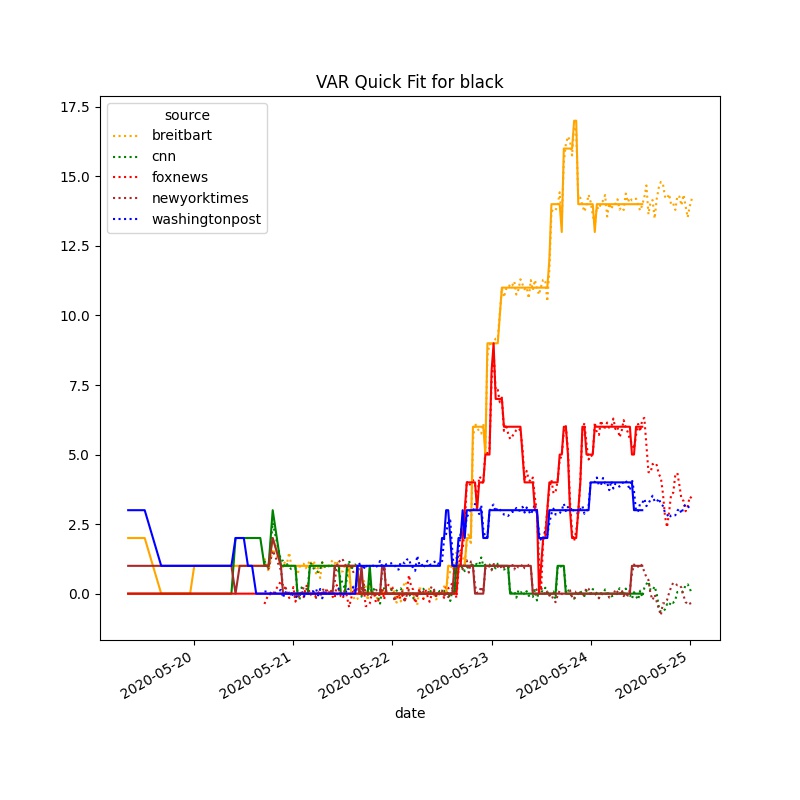 VAR Quick Fit for black
source
breitbart
cnn
foxnews
newyorktimes
washingtonpost
17.5
15.0
12.5
10.0
7.5
5.0
2.5
0.0
2020-05-20
2020-05-21
2020-05-22
2020-05-23
2020-05-24
2020-05-25
date